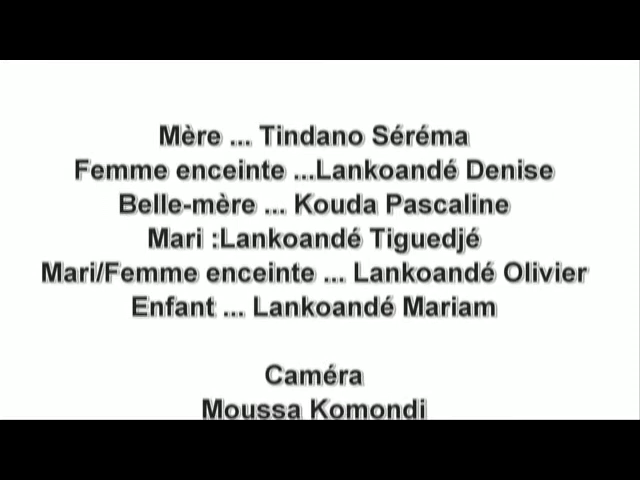 Mère ... Tindano Séréma
Femme enceinte ...Lankoandé Denise
Belle-mère ... Kouda Pascaline
Mari :Lankoandé Tiguedjé
Mari/Femme enceinte ... Lankoandé Olivier
Enfant ... Lankoandé Mariam
Caméra
Moussa Komondi